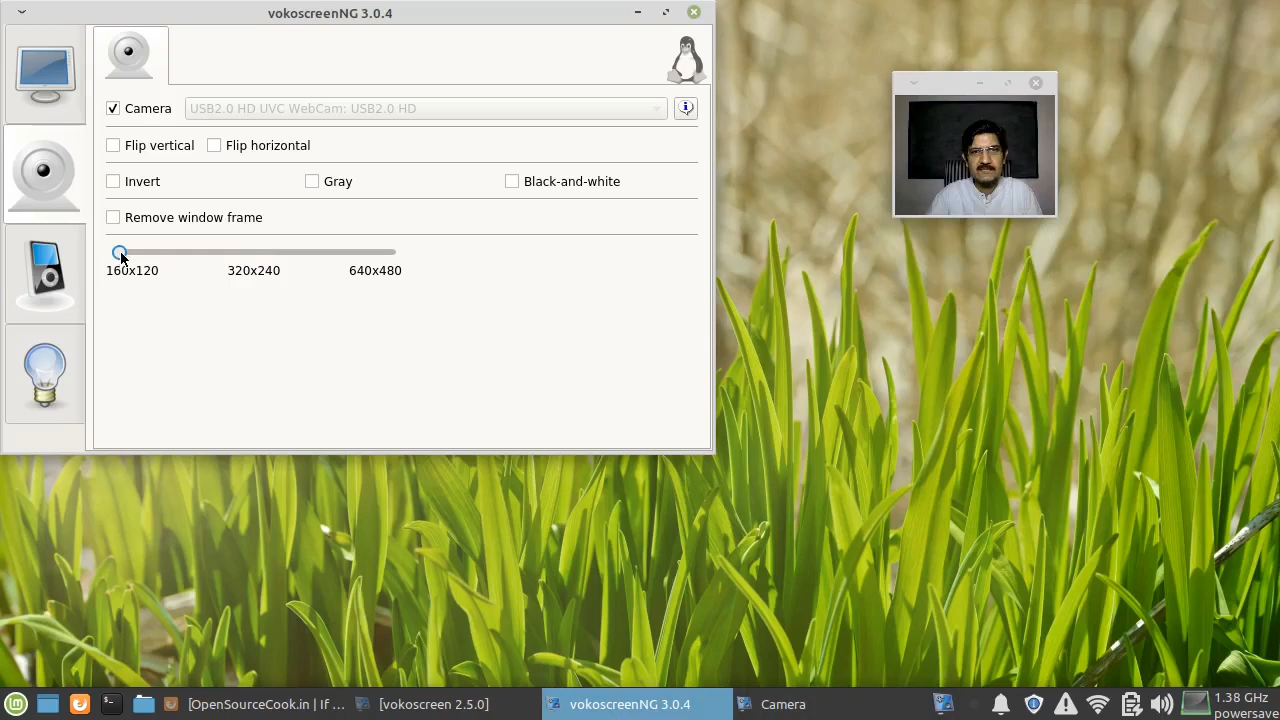 vokoscreenNG 3.0.4
Camera
USB2.0 HD UVC WebCam: USB2.0 HD
Flip vertical
Flip horizontal
Invert
Gray
Black-and-white
Remove window frame
160x120
320x240
640x480
[OpenSourceCook.in] If ...
[vokoscreen 2.5.0]
vokoscreenNG 3.0.4
Camera
1.38 GHz
powersave